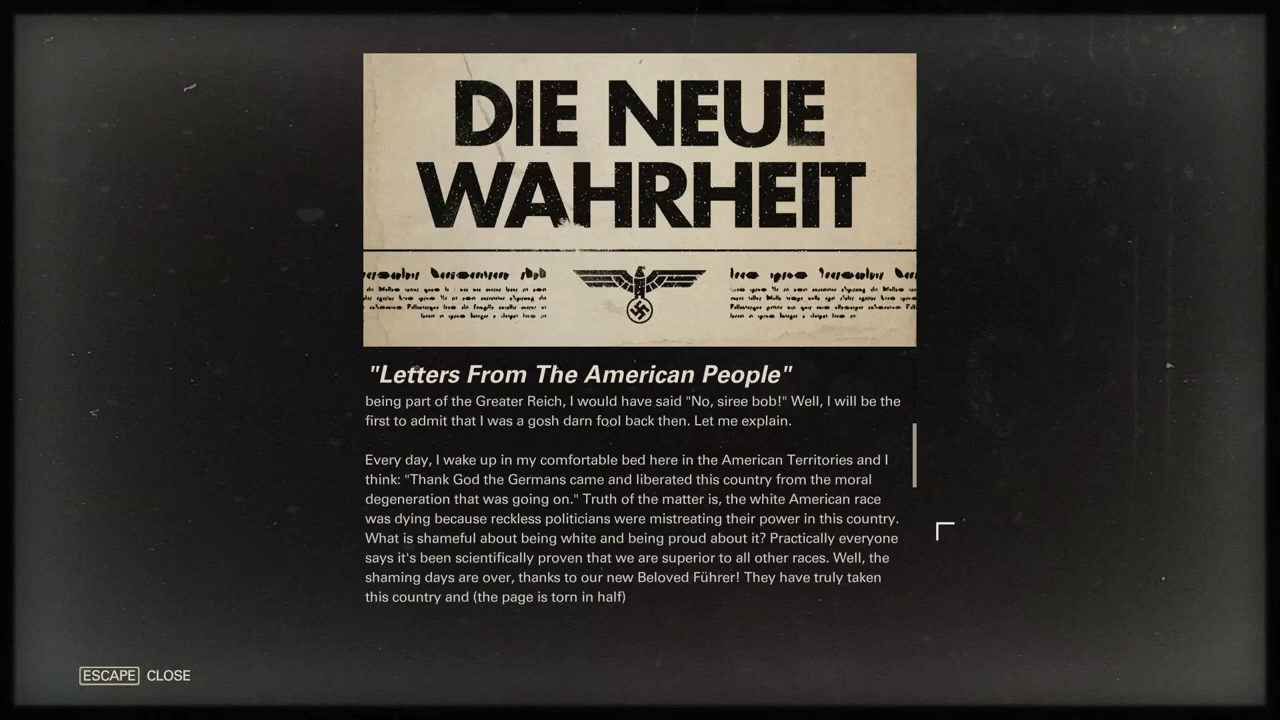 DIE NEUE
WAHRHEIT
"Letters From The American People"
being part of the Greater Reich, I would have said "No, siree bob!" Well, I will be the
first to admit that I was a gosh darn fool back then. Let me explain.
Every day, I wake up in my comfortable bed here in the American Territories and I
think: "Thank God the Germans came and liberated this country from the moral
degeneration that was going on." Truth of the matter is, the white American race
was dying because reckless politicians were mistreating their power in this country.
What is shameful about being white and being proud about it? Practically everyone
says it's been scientifically proven that we are superior to all other races. Well, the
shaming days are over, thanks to our new Beloved Führer! They have truly taken
this country and (the page is torn in half)
ESCAPE CLOSE